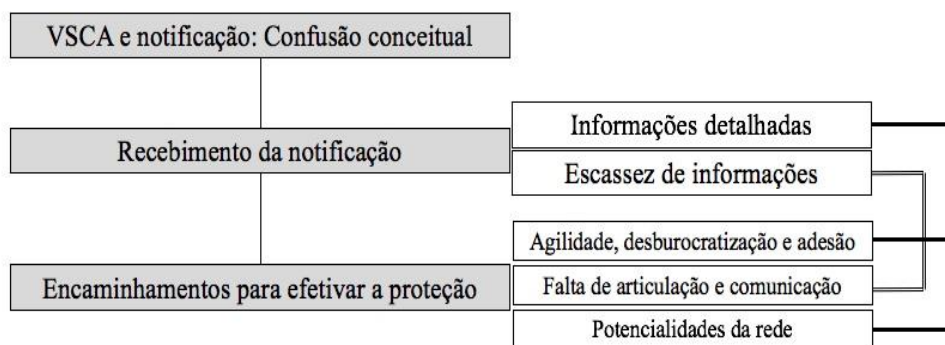 VSCA e notificação: Confusão conceitual
Recebimento da notificação
Informações detalhadas
Escassez de informações
Encaminhamentos para efetivar a proteção
Agilidade, desburocratização e adesão
Falta de articulação e comunicação
Potencialidades da rede